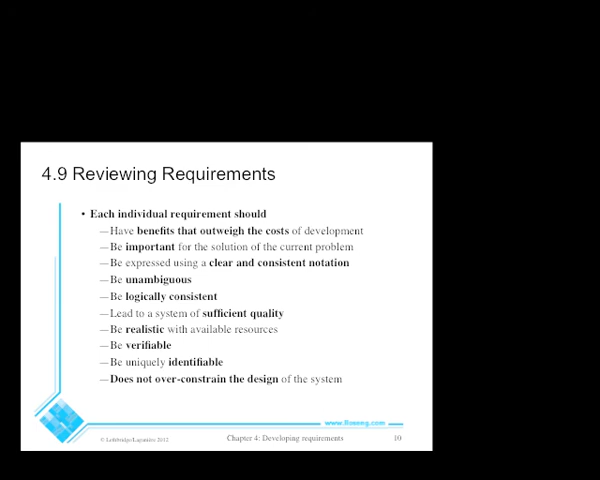 4.9 Reviewing Requirements
• Each individual requirement should
—Have benefits that outweigh the costs of development
—Be important for the solution of the current problem
—Be expressed using a clear and consistent notation
—Be unambiguous
—Be logically consistent
—Lead to a system of sufficient quality
—Be realistic with available resources
—Be verifiable
—Be uniquely identifiable
—Does not over-constrain the design of the system
www.lloseng.com
© Lethbridge/Laganière 2012
Chapter 4: Developing requirements
10